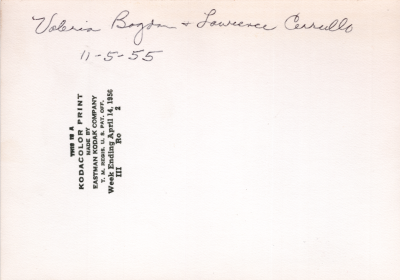 Valeria Bogdan + Lawrence Cerrullo
11-5-55
THIS IS A
KODACOLOR PRINT
MADE BY
EASTMAN KODAK COMPANY
T. M. REGIS. U. S. PAT. OFF.
Week Ending April 14, 1956
III Ro 2